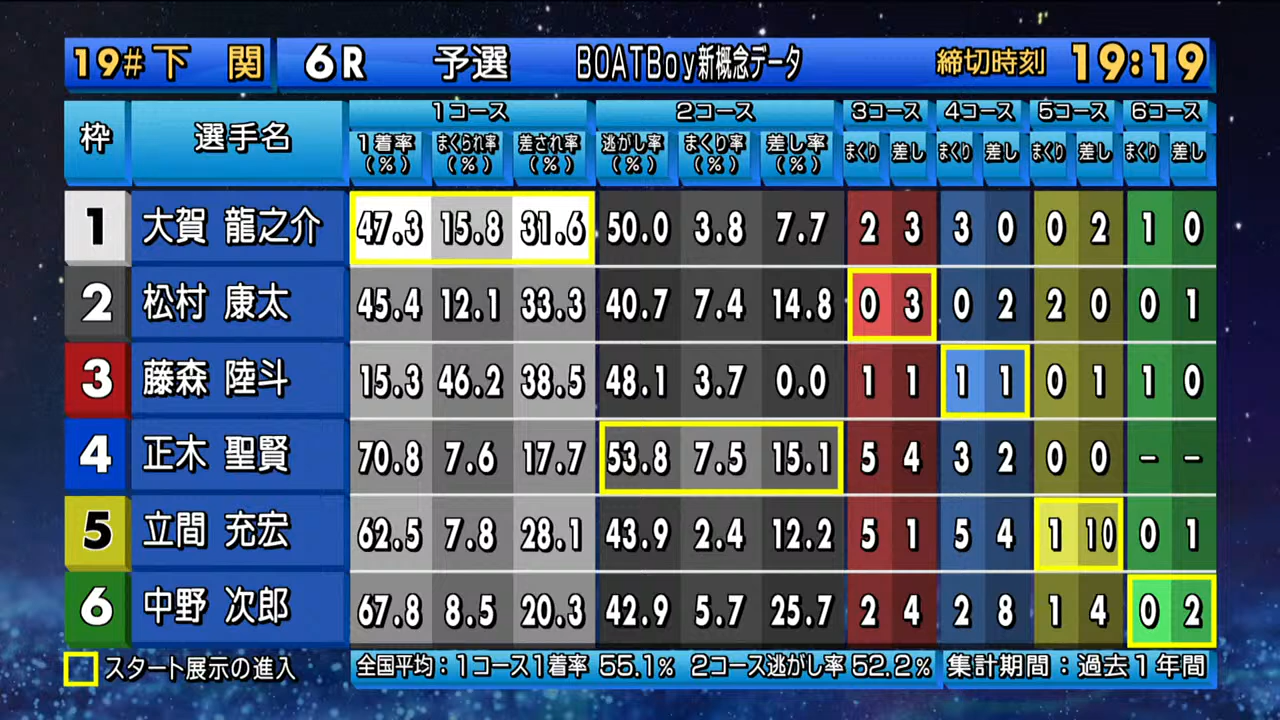 19# 下 関 6R 予選 BOATBoy新概念データ 締切時刻 19:19
枠 選手名 1コース 2コース 3コース 4コース 5コース 6コース
1着率(%) まくられ率(%) 差され率(%) 逃がし率(%) まくり率(%) 差し率(%) まくり 差し まくり 差し まくり 差し まくり 差し
1 大賀 龍之介 47.3 15.8 31.6 50.0 3.8 7.7 2 3 3 0 0 2 1 0
2 松村 康太 45.4 12.1 33.3 40.7 7.4 14.8 0 3 0 2 2 0 0 1
3 藤森 陸斗 15.3 46.2 38.5 48.1 3.7 0.0 1 1 1 1 0 1 1 0
4 正木 聖賢 70.8 7.6 17.7 53.8 7.5 15.1 5 4 3 2 0 0 - -
5 立間 充宏 62.5 7.8 28.1 43.9 2.4 12.2 5 1 5 4 1 10 0 1
6 中野 次郎 67.8 8.5 20.3 42.9 5.7 25.7 2 4 2 8 1 4 0 2
スタート展示の進入 全国平均:1コース1着率 55.1% 2コース逃がし率 52.2% 集計期間:過去1年間